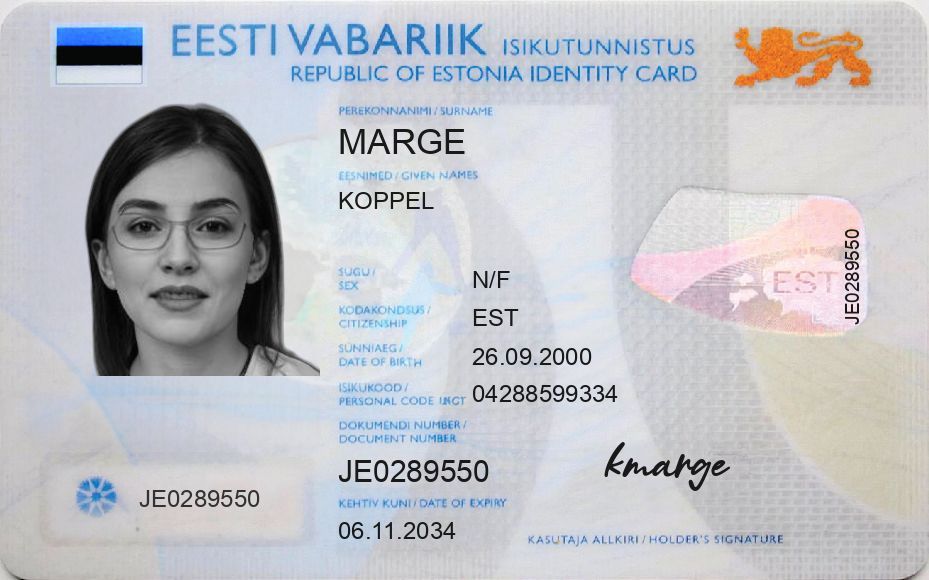 EESTI VABARIIK ISIKUTUNNISTUS
REPUBLIC OF ESTONIA IDENTITY CARD
PEREKONNANIMI / SURNAME
MARGE
EESNIMED / GIVEN NAMES
KOPPEL
SUGU /
SEX
N/F
KODAKONDSUS /
CITIZENSHIP
EST
SÜNNIAEG /
DATE OF BIRTH
26.09.2000
ISIKUKOOD /
PERSONAL CODE
04288599334
DOKUMENDI NUMBER /
DOCUMENT NUMBER
JE0289550
KEHTIV KUNI / DATE OF EXPIRY
06.11.2034
JE0289550
EST
JE0289550
kmarge
KASUTAJA ALLKIRI / HOLDER'S SIGNATURE